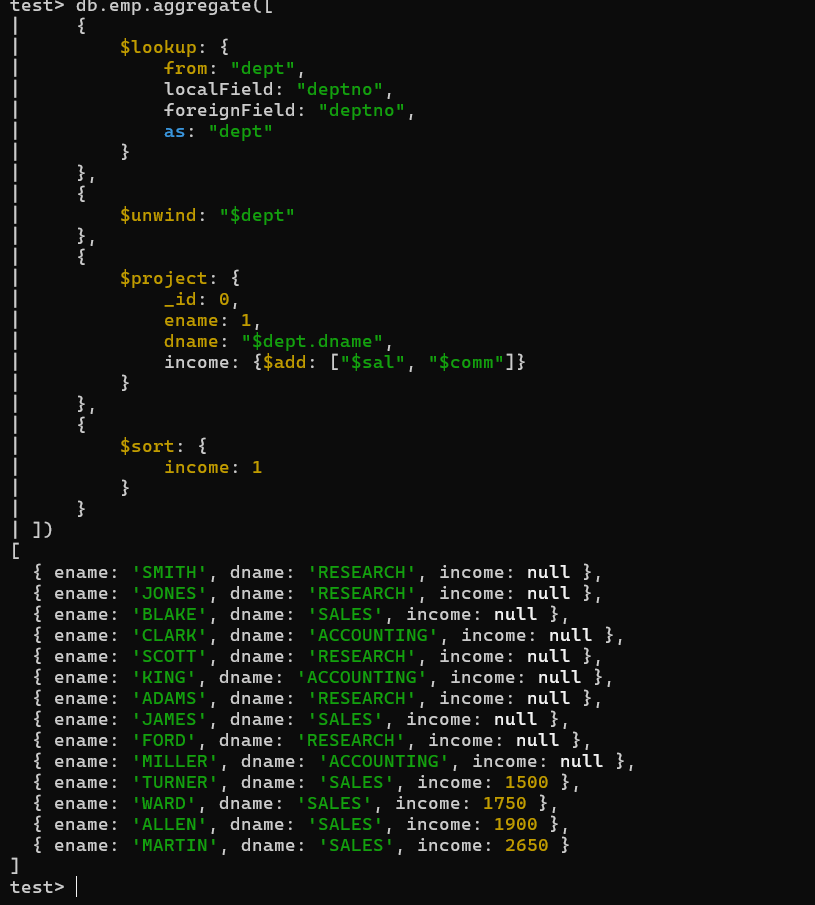 test> db.emp.aggregate([
|     {
|         $lookup: {
|             from: "dept",
|             localField: "deptno",
|             foreignField: "deptno",
|             as: "dept"
|         }
|     },
|     {
|         $unwind: "$dept"
|     },
|     {
|         $project: {
|             _id: 0,
|             ename: 1,
|             dname: "$dept.dname",
|             income: {$add: ["$sal", "$comm"]}
|         }
|     },
|     {
|         $sort: {
|             income: 1
|         }
|     }
| ])
[
  { ename: 'SMITH', dname: 'RESEARCH', income: null },
  { ename: 'JONES', dname: 'RESEARCH', income: null },
  { ename: 'BLAKE', dname: 'SALES', income: null },
  { ename: 'CLARK', dname: 'ACCOUNTING', income: null },
  { ename: 'SCOTT', dname: 'RESEARCH', income: null },
  { ename: 'KING', dname: 'ACCOUNTING', income: null },
  { ename: 'ADAMS', dname: 'RESEARCH', income: null },
  { ename: 'JAMES', dname: 'SALES', income: null },
  { ename: 'FORD', dname: 'RESEARCH', income: null },
  { ename: 'MILLER', dname: 'ACCOUNTING', income: null },
  { ename: 'TURNER', dname: 'SALES', income: 1500 },
  { ename: 'WARD', dname: 'SALES', income: 1750 },
  { ename: 'ALLEN', dname: 'SALES', income: 1900 },
  { ename: 'MARTIN', dname: 'SALES', income: 2650 }
]
test>